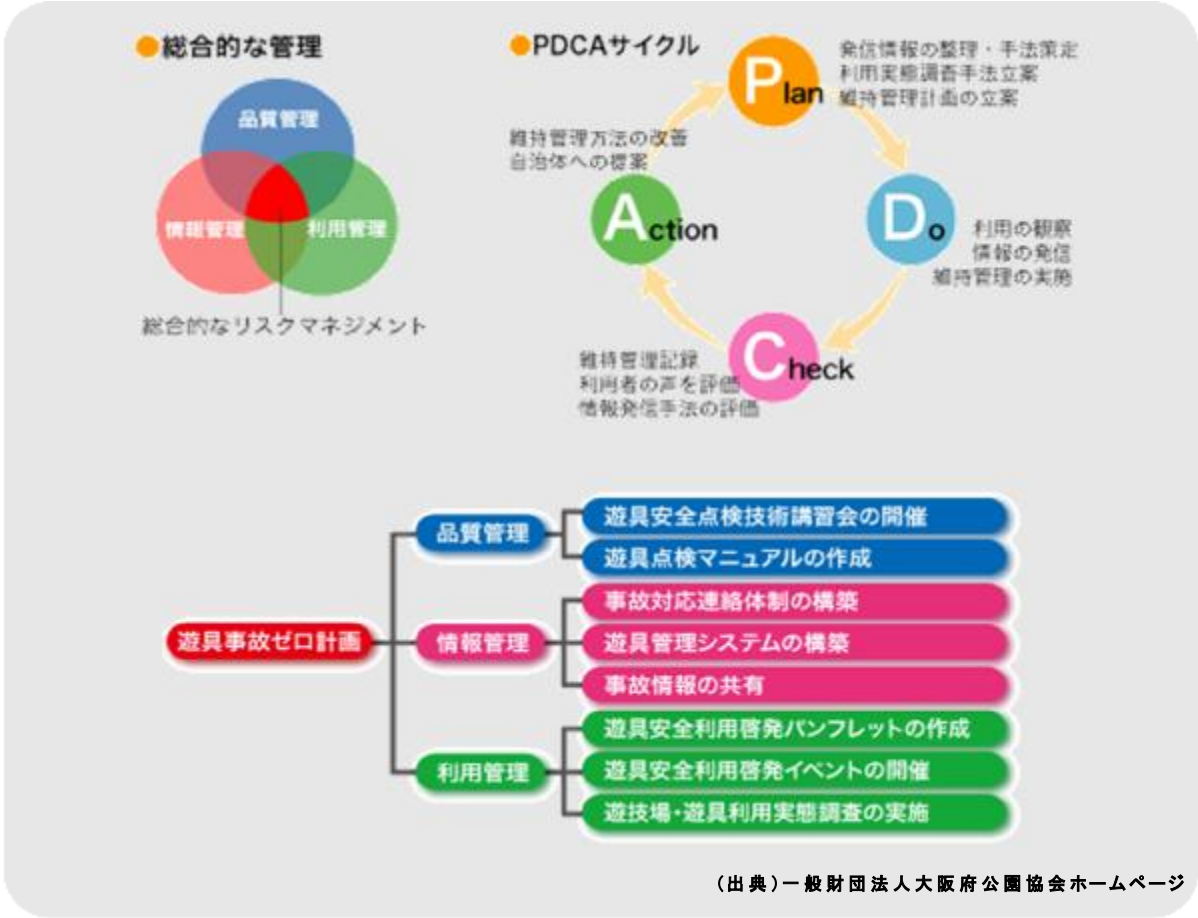 ●総合的な管理
品質管理
情報管理
利用管理
総合的なリスクマネジメント
●PDCAサイクル
Plan
発信情報の整理・手法策定
利用実態調査手法立案
維持管理計画の立案
Do
利用の観察
情報の発信
維持管理の実施
Check
維持管理記録
利用者の声を評価
情報発信手法の評価
Action
維持管理方法の改善
自治体への提案
遊具事故ゼロ計画
品質管理
遊具安全点検技術講習会の開催
遊具点検マニュアルの作成
情報管理
事故対応連絡体制の構築
遊具管理システムの構築
事故情報の共有
利用管理
遊具安全利用啓発パンフレットの作成
遊具安全利用啓発イベントの開催
遊技場・遊具利用実態調査の実施
(出典)一般財団法人大阪府公園協会ホームページ